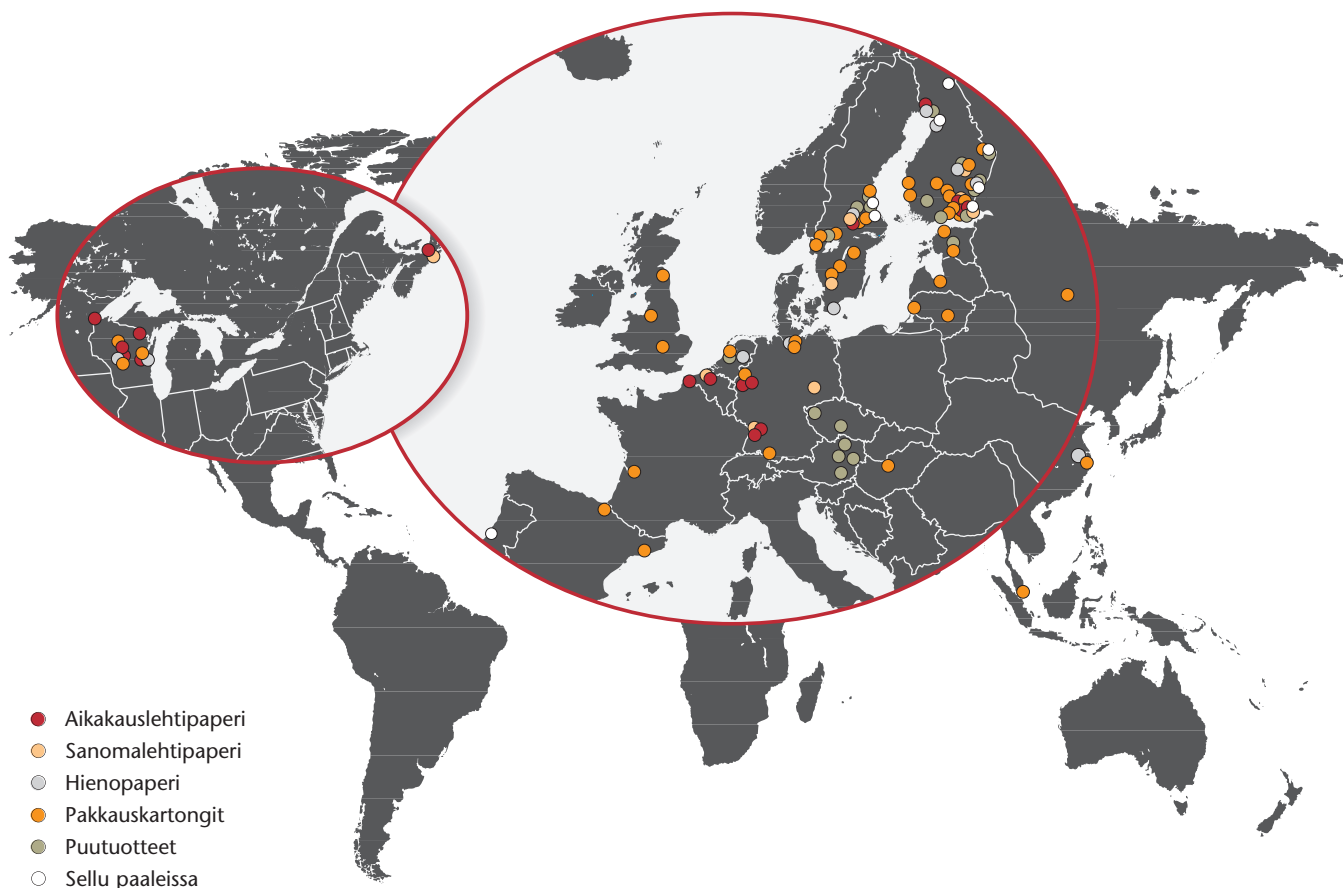 Aikakauslehtipaperi
Sanomalehtipaperi
Hienopaperi
Pakkauskartongit
Puutuotteet
Sellu paaleissa